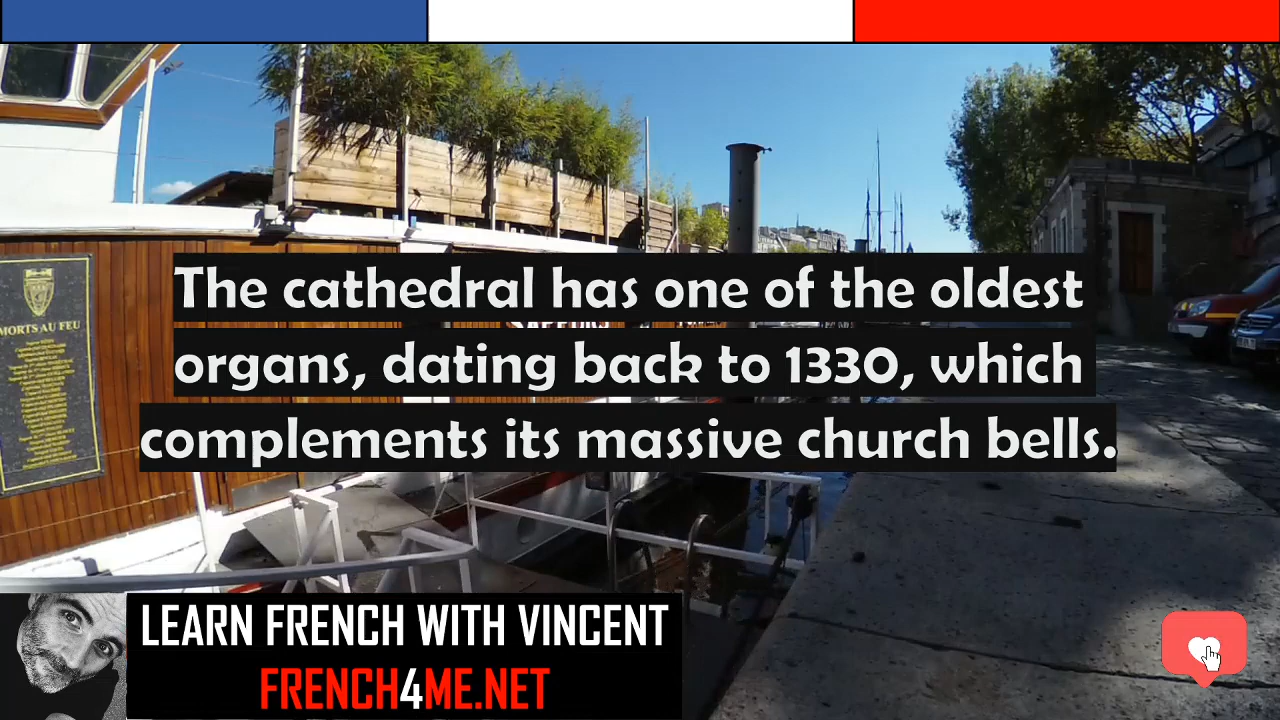 MORTS AU FEU
The cathedral has one of the oldest
organs, dating back to 1330, which
complements its massive church bells.
LEARN FRENCH WITH VINCENT
FRENCH4ME.NET